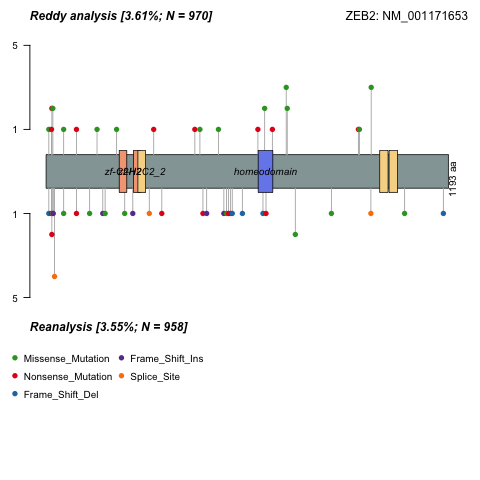 Reddy analysis [3.61%; N = 970]
ZEB2: NM_001171653
5
1
zf-C2H2
zf-H2C2_2
homeodomain
1193 aa
1
5
Reanalysis [3.55%; N = 958]
Missense_Mutation
Frame_Shift_Ins
Nonsense_Mutation
Splice_Site
Frame_Shift_Del